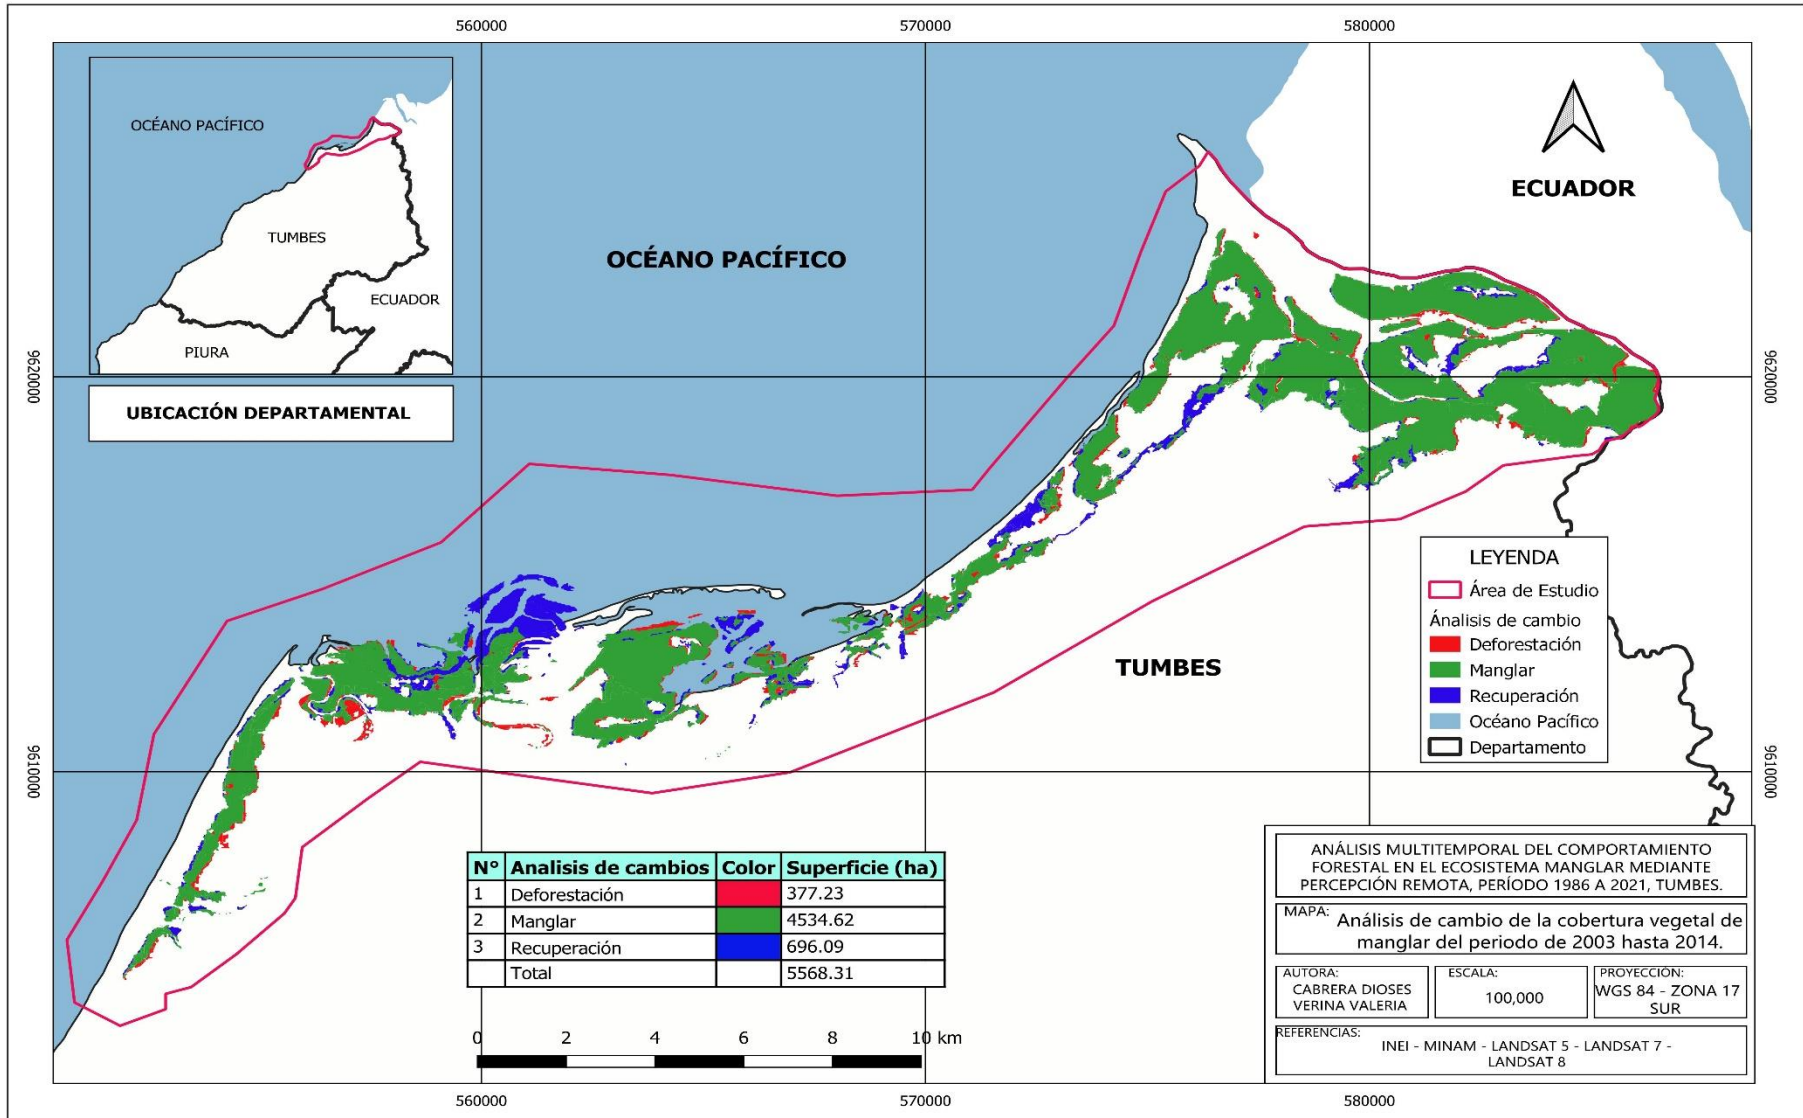 560000
570000
580000
OCÉANO PACÍFICO
TUMBES
ECUADOR
PIURA
UBICACIÓN DEPARTAMENTAL
OCÉANO PACÍFICO
ECUADOR
TUMBES
9620000
9620000
9610000
9610000
LEYENDA
Área de Estudio
Ánalisis de cambio
Deforestación
Manglar
Recuperación
Océano Pacífico
Departamento
N° Analisis de cambios Color Superficie (ha)
1 Deforestación 377.23
2 Manglar 4534.62
3 Recuperación 696.09
Total 5568.31
0 2 4 6 8 10 km
ANÁLISIS MULTITEMPORAL DEL COMPORTAMIENTO
FORESTAL EN EL ECOSISTEMA MANGLAR MEDIANTE
PERCEPCIÓN REMOTA, PERÍODO 1986 A 2021, TUMBES.
MAPA: Análisis de cambio de la cobertura vegetal de
manglar del periodo de 2003 hasta 2014.
AUTORA:
CABRERA DIOSES
VERINA VALERIA
ESCALA:
100,000
PROYECCIÓN:
WGS 84 - ZONA 17
SUR
REFERENCIAS:
INEI - MINAM - LANDSAT 5 - LANDSAT 7 -
LANDSAT 8
560000
570000
580000